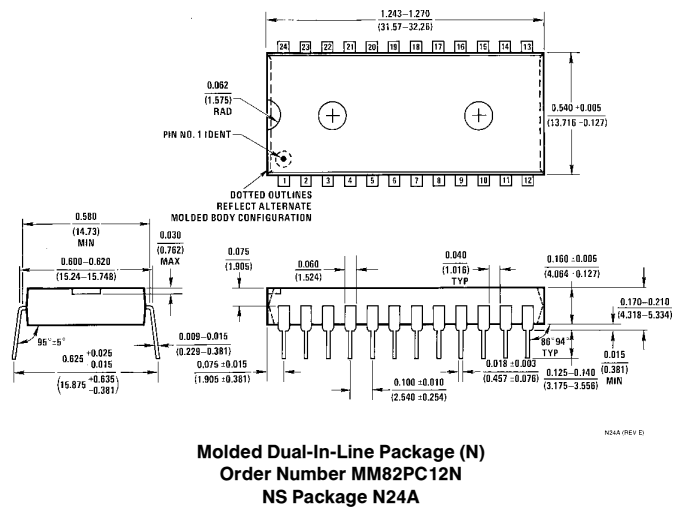 1.243–1.270
(31.57–32.26)
24 23 22 21 20 19 18 17 16 15 14 13
0.062
(1.575)
RAD
0.540 ±0.005
(13.716 -0.127)
PIN NO. 1 IDENT
1 2 3 4 5 6 7 8 9 10 11 12
DOTTED OUTLINES
REFLECT ALTERNATE
MOLDED BODY CONFIGURATION
0.580
(14.73)
MIN
0.030
(0.762)
MAX
0.600–0.620
(15.24–15.748)
0.075
(1.905)
0.060
(1.524)
0.040
(1.016)
TYP
0.160 ±0.005
(4.064 -0.127)
0.170–0.210
(4.318–5.334)
95°±5°
0.009–0.015
(0.229–0.381)
86°94°
TYP
0.625 +0.025
0.015
(15.875 +0.635
-0.381)
0.075 ±0.015
(1.905 ±0.381)
0.100 ±0.010
(2.540 ±0.254)
0.018 ±0.003
(0.457 ±0.076)
0.125–0.140
(3.175–3.556)
0.015
(0.381)
MIN
N24A (REV E)
Molded Dual-In-Line Package (N)
Order Number MM82PC12N
NS Package N24A